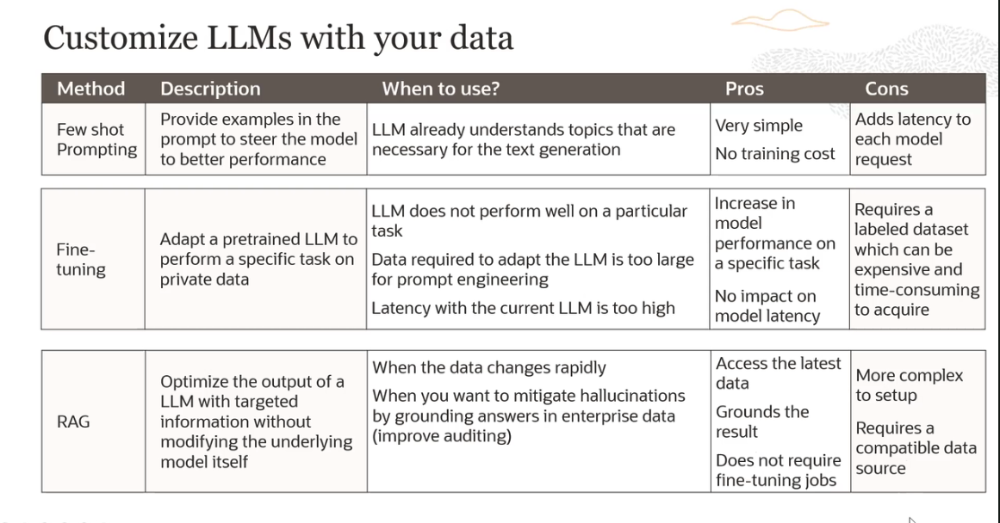 Customize LLMs with your data
Method Description When to use? Pros Cons
Few shot
Prompting
Provide examples in the
prompt to steer the model
to better performance
LLM already understands topics that are
necessary for the text generation
Very simple
No training cost
Adds latency to
each model
request
Fine-
tuning
Adapt a pretrained LLM to
perform a specific task on
private data
LLM does not perform well on a particular
task
Data required to adapt the LLM is too large
for prompt engineering
Latency with the current LLM is too high
Increase in
model
performance on
a specific task
No impact on
model latency
Requires a
labeled dataset
which can be
expensive and
time-consuming
to acquire
RAG
Optimize the output of a
LLM with targeted
information without
modifying the underlying
model itself
When the data changes rapidly
When you want to mitigate hallucinations
by grounding answers in enterprise data
(improve auditing)
Access the latest
data
Grounds the
result
Does not require
fine-tuning jobs
More complex
to setup
Requires a
compatible data
source